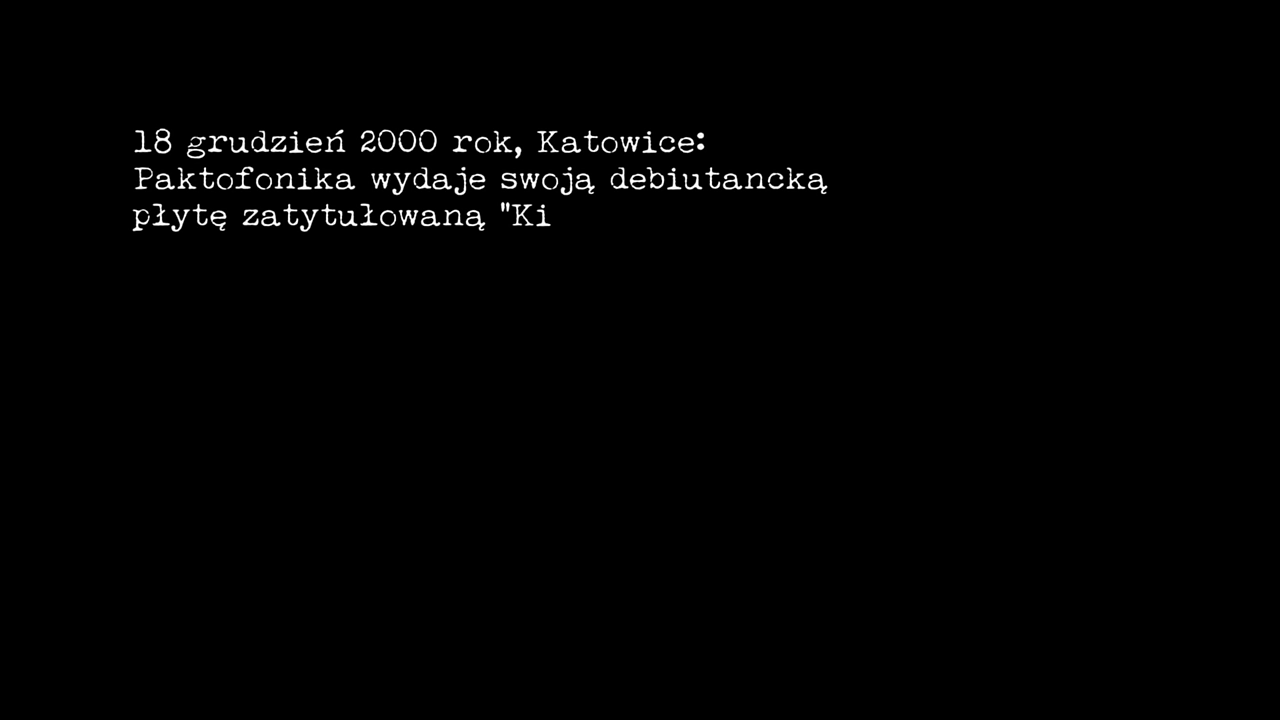 18 grudzień 2000 rok, Katowice:
Paktofonika wydaje swoją debiutancką
płytę zatytułowaną "Ki